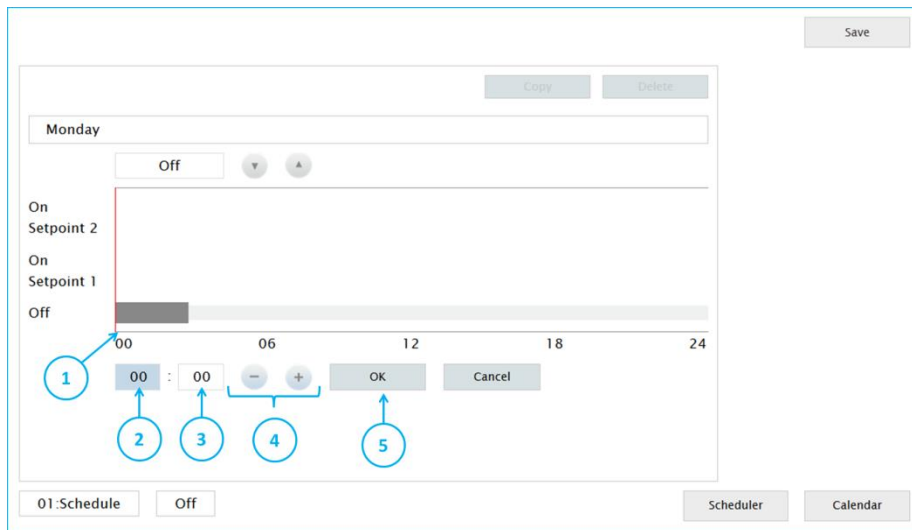 Save
Copy Delete
Monday
Off ▼ ▲
On
Setpoint 2
On
Setpoint 1
Off
00 06 12 18 24
1 00 : 00 − + OK Cancel
2 3 4 5
01:Schedule Off Scheduler Calendar